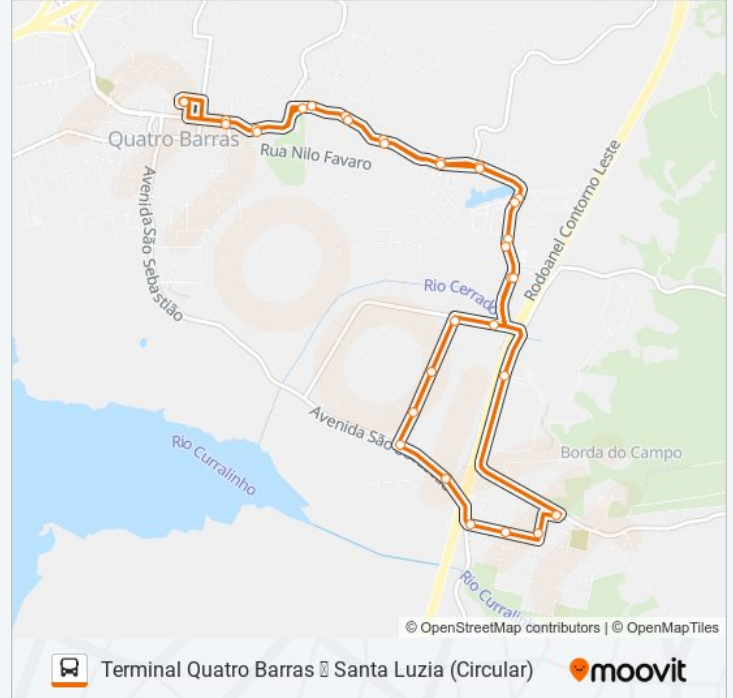 Quatro Barras
Rua Nilo Favaro
Avenida São Sebastião
Rodoanel Contorno Leste
Rio Cerrado
Avenida São
Rio Curralinho
Borda do Campo
Rio Curralin
© OpenStreetMap contributors | © OpenMapTiles
Terminal Quatro Barras ▯ Santa Luzia (Circular)
moovit